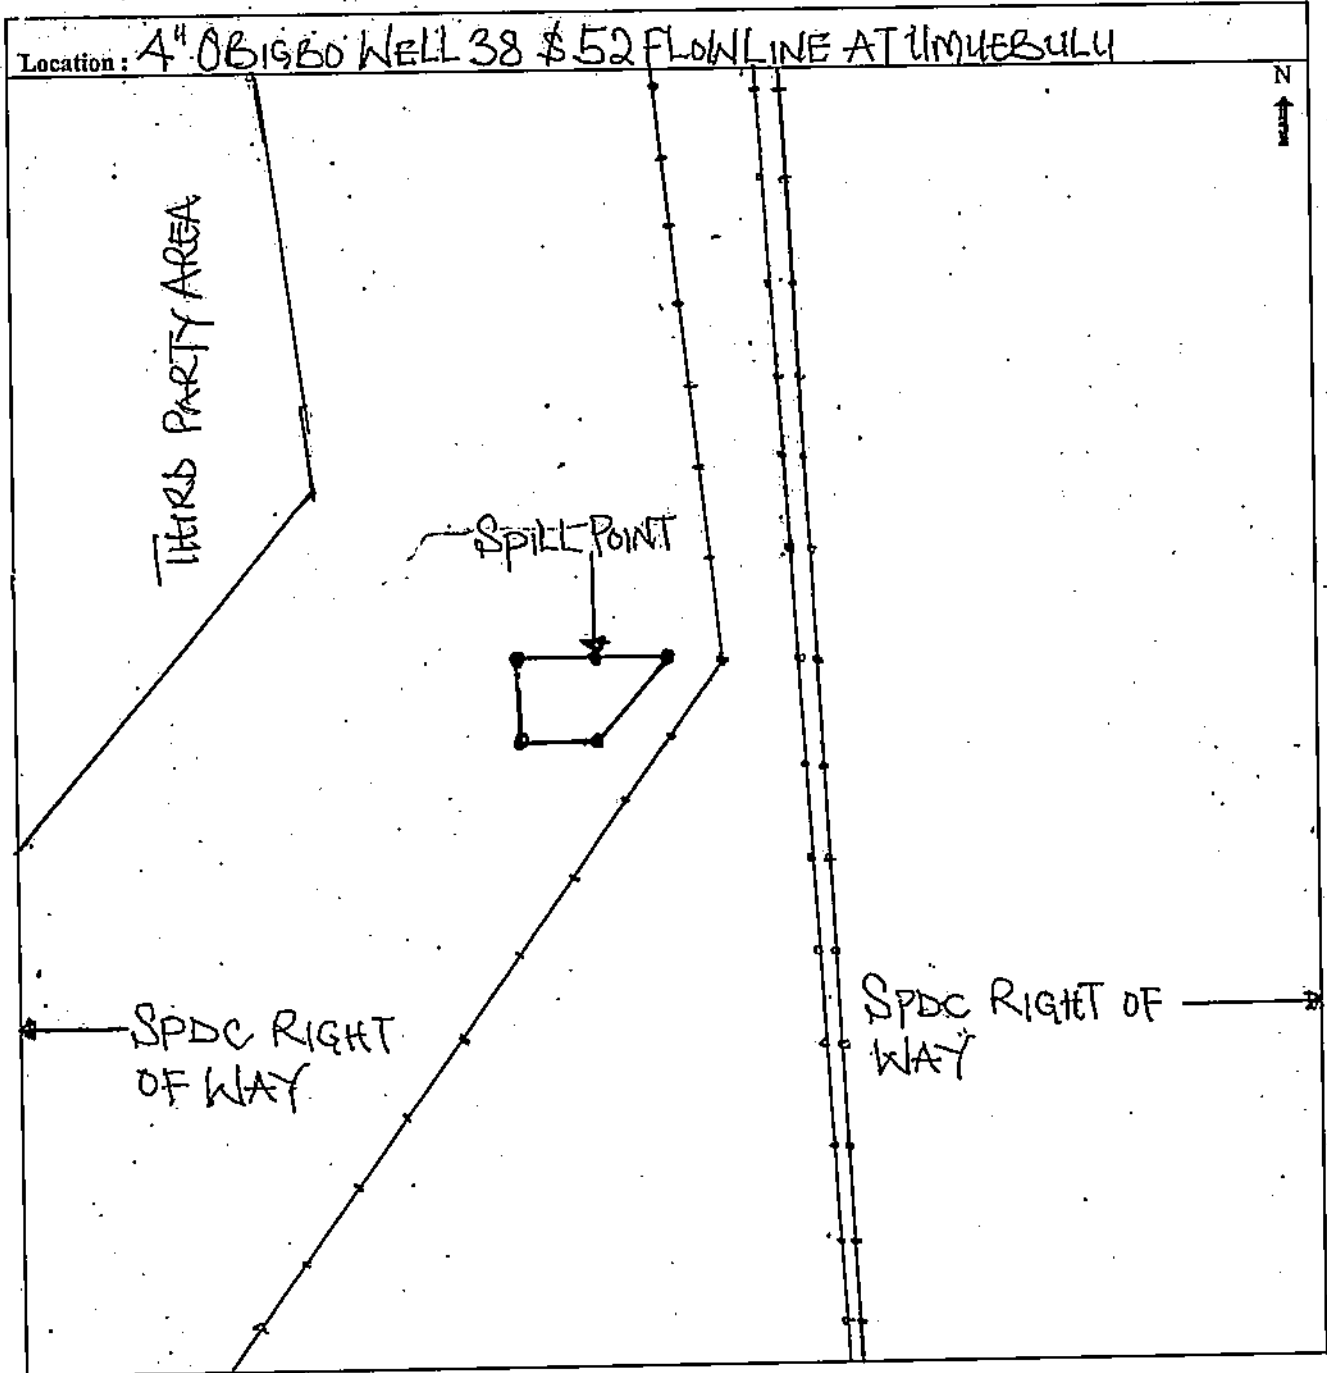 Location : 4" OBIGBO WELL 38 $ 52 FLOWLINE AT UMUEBULU
N
THIRD PARTY AREA
SPILL POINT
SPDC RIGHT OF
WAY
SPDC RIGHT
OF WAY